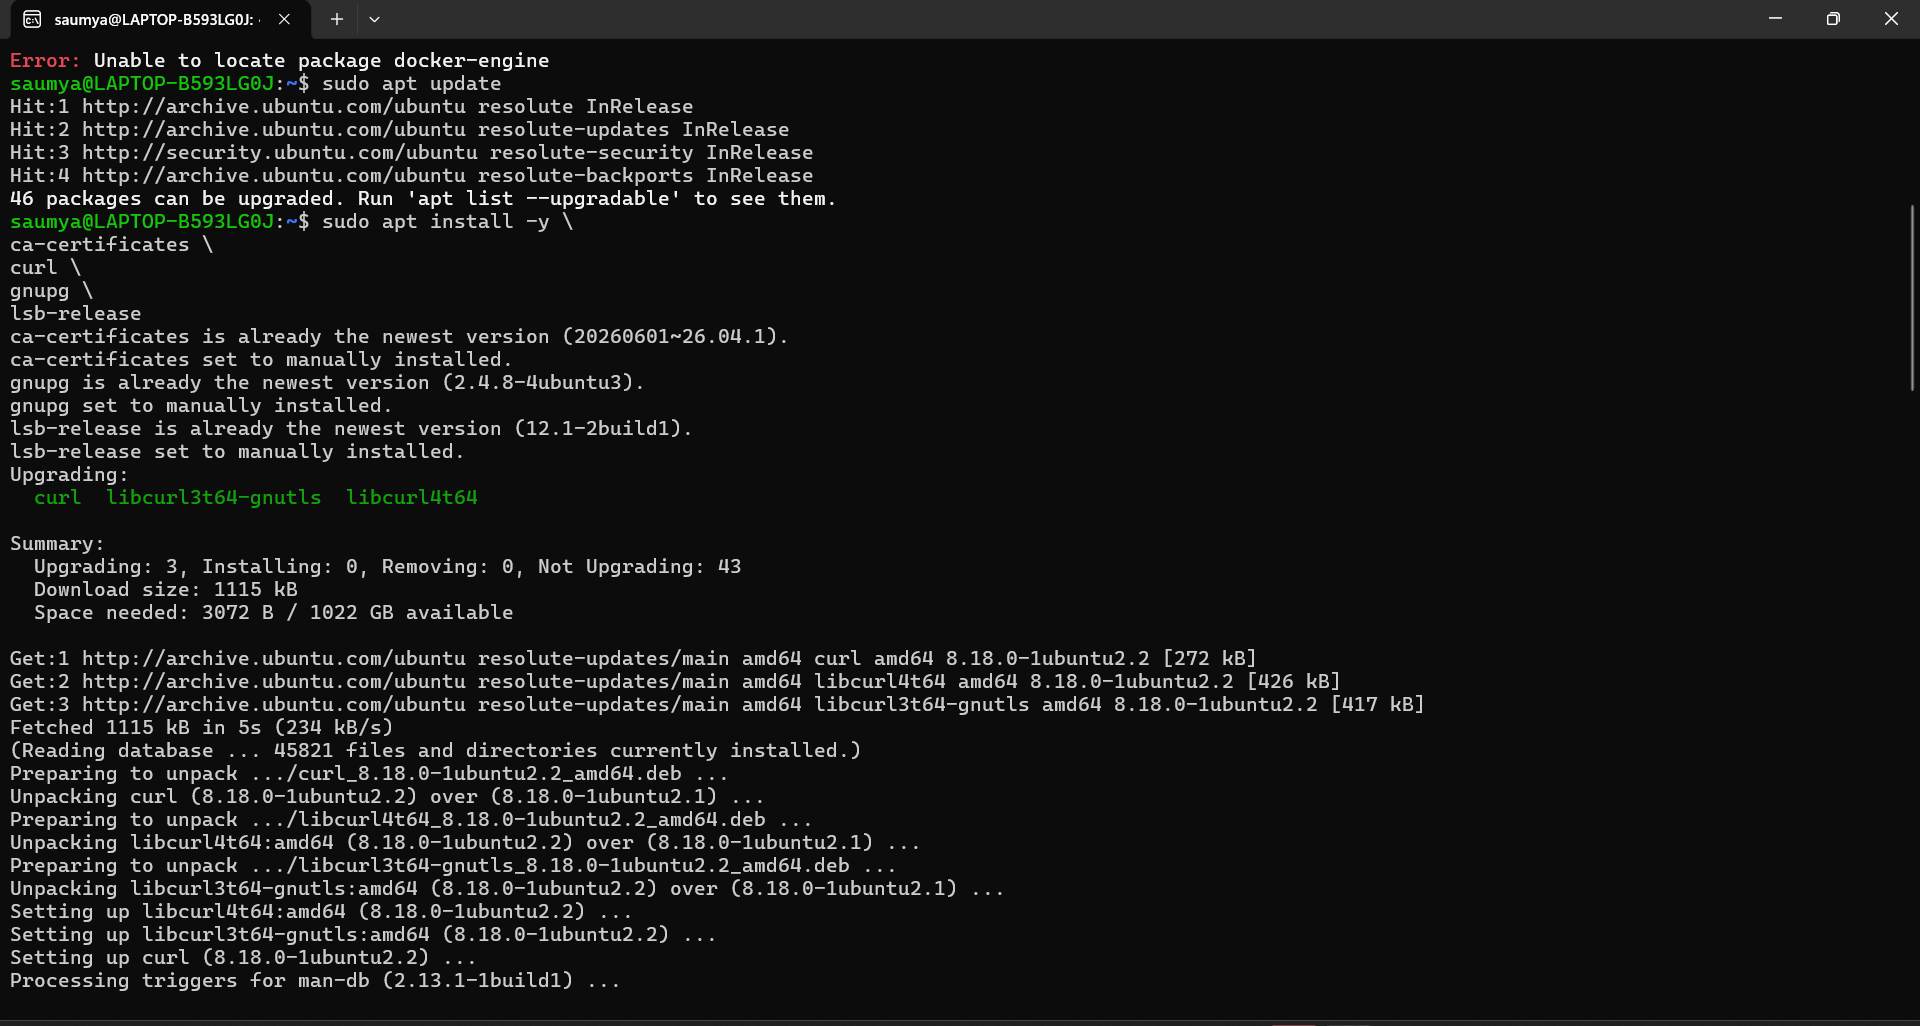 saumya@LAPTOP-B593LG0J: ~
Error: Unable to locate package docker-engine
saumya@LAPTOP-B593LG0J:~$ sudo apt update
Hit:1 http://archive.ubuntu.com/ubuntu resolute InRelease
Hit:2 http://archive.ubuntu.com/ubuntu resolute-updates InRelease
Hit:3 http://security.ubuntu.com/ubuntu resolute-security InRelease
Hit:4 http://archive.ubuntu.com/ubuntu resolute-backports InRelease
46 packages can be upgraded. Run 'apt list --upgradable' to see them.
saumya@LAPTOP-B593LG0J:~$ sudo apt install -y \
ca-certificates \
curl \
gnupg \
lsb-release
ca-certificates is already the newest version (20260601~26.04.1).
ca-certificates set to manually installed.
gnupg is already the newest version (2.4.8-4ubuntu3).
gnupg set to manually installed.
lsb-release is already the newest version (12.1-2build1).
lsb-release set to manually installed.
Upgrading:
  curl  libcurl3t64-gnutls  libcurl4t64
Summary:
  Upgrading: 3, Installing: 0, Removing: 0, Not Upgrading: 43
  Download size: 1115 kB
  Space needed: 3072 B / 1022 GB available
Get:1 http://archive.ubuntu.com/ubuntu resolute-updates/main amd64 curl amd64 8.18.0-1ubuntu2.2 [272 kB]
Get:2 http://archive.ubuntu.com/ubuntu resolute-updates/main amd64 libcurl4t64 amd64 8.18.0-1ubuntu2.2 [426 kB]
Get:3 http://archive.ubuntu.com/ubuntu resolute-updates/main amd64 libcurl3t64-gnutls amd64 8.18.0-1ubuntu2.2 [417 kB]
Fetched 1115 kB in 5s (234 kB/s)
(Reading database ... 45821 files and directories currently installed.)
Preparing to unpack .../curl_8.18.0-1ubuntu2.2_amd64.deb ...
Unpacking curl (8.18.0-1ubuntu2.2) over (8.18.0-1ubuntu2.1) ...
Preparing to unpack .../libcurl4t64_8.18.0-1ubuntu2.2_amd64.deb ...
Unpacking libcurl4t64:amd64 (8.18.0-1ubuntu2.2) over (8.18.0-1ubuntu2.1) ...
Preparing to unpack .../libcurl3t64-gnutls_8.18.0-1ubuntu2.2_amd64.deb ...
Unpacking libcurl3t64-gnutls:amd64 (8.18.0-1ubuntu2.2) over (8.18.0-1ubuntu2.1) ...
Setting up libcurl4t64:amd64 (8.18.0-1ubuntu2.2) ...
Setting up libcurl3t64-gnutls:amd64 (8.18.0-1ubuntu2.2) ...
Setting up curl (8.18.0-1ubuntu2.2) ...
Processing triggers for man-db (2.13.1-1build1) ...